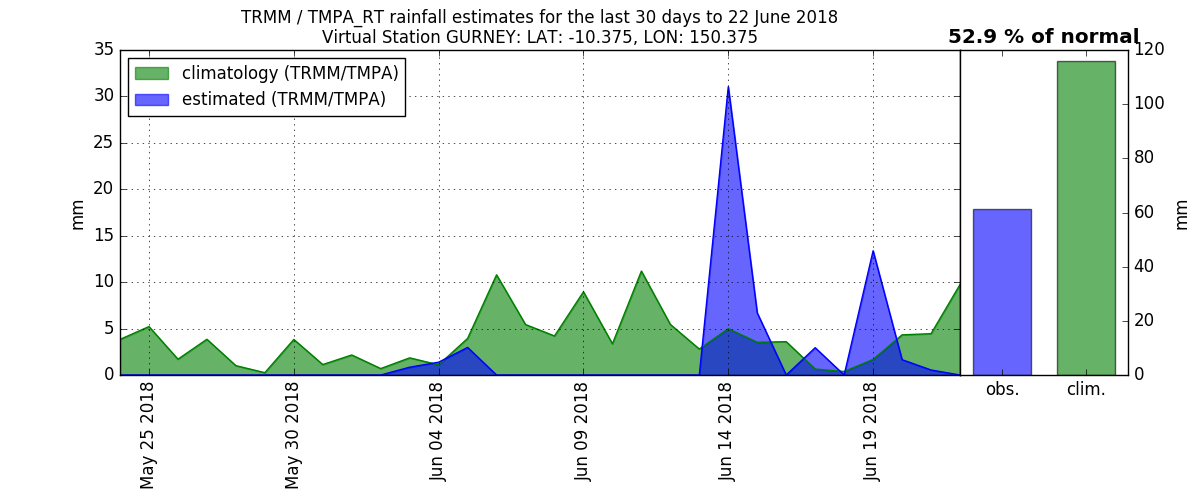 TRMM / TMPA_RT rainfall estimates for the last 30 days to 22 June 2018
Virtual Station GURNEY: LAT: -10.375, LON: 150.375
52.9 % of normal
climatology (TRMM/TMPA)
estimated (TRMM/TMPA)
35
30
25
20
15
10
5
0
mm
May 25 2018
May 30 2018
Jun 04 2018
Jun 09 2018
Jun 14 2018
Jun 19 2018
120
100
80
60
40
20
0
mm
obs.
clim.